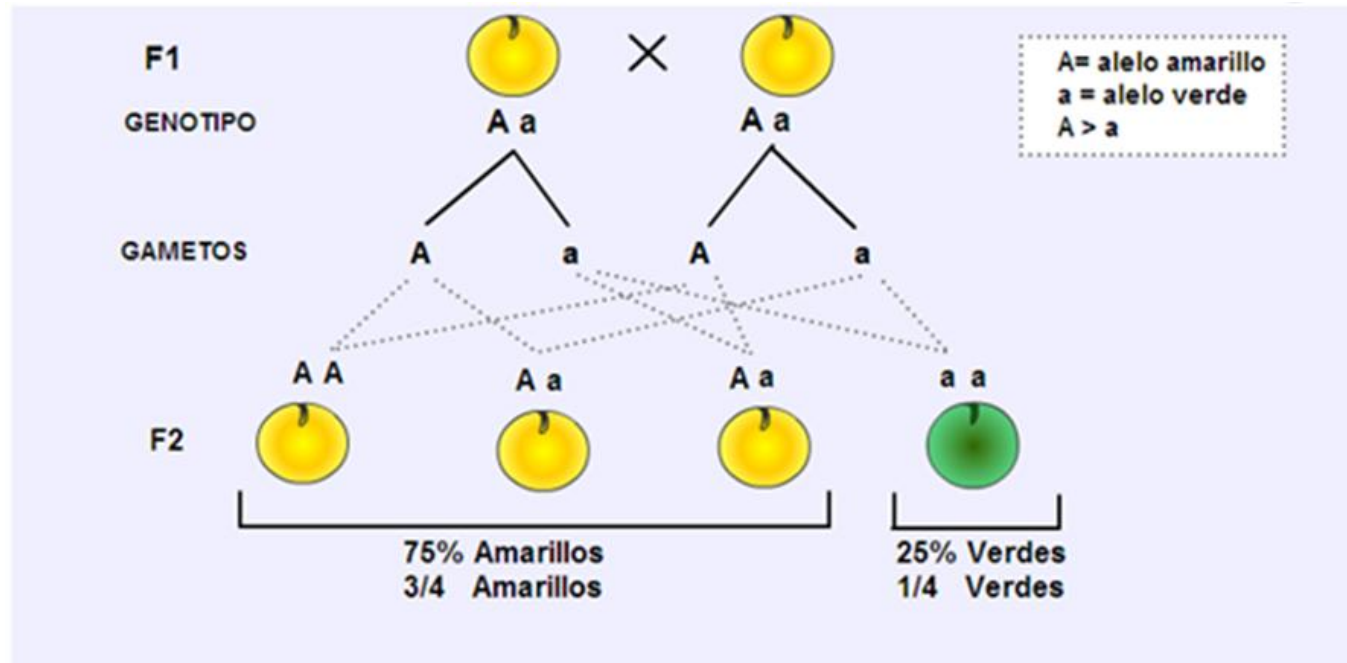 F1
A= alelo amarillo
a = alelo verde
A > a
GENOTIPO A a A a
GAMETOS A a A a
A A A a A a a a
F2
75% Amarillos 25% Verdes
3/4 Amarillos 1/4 Verdes